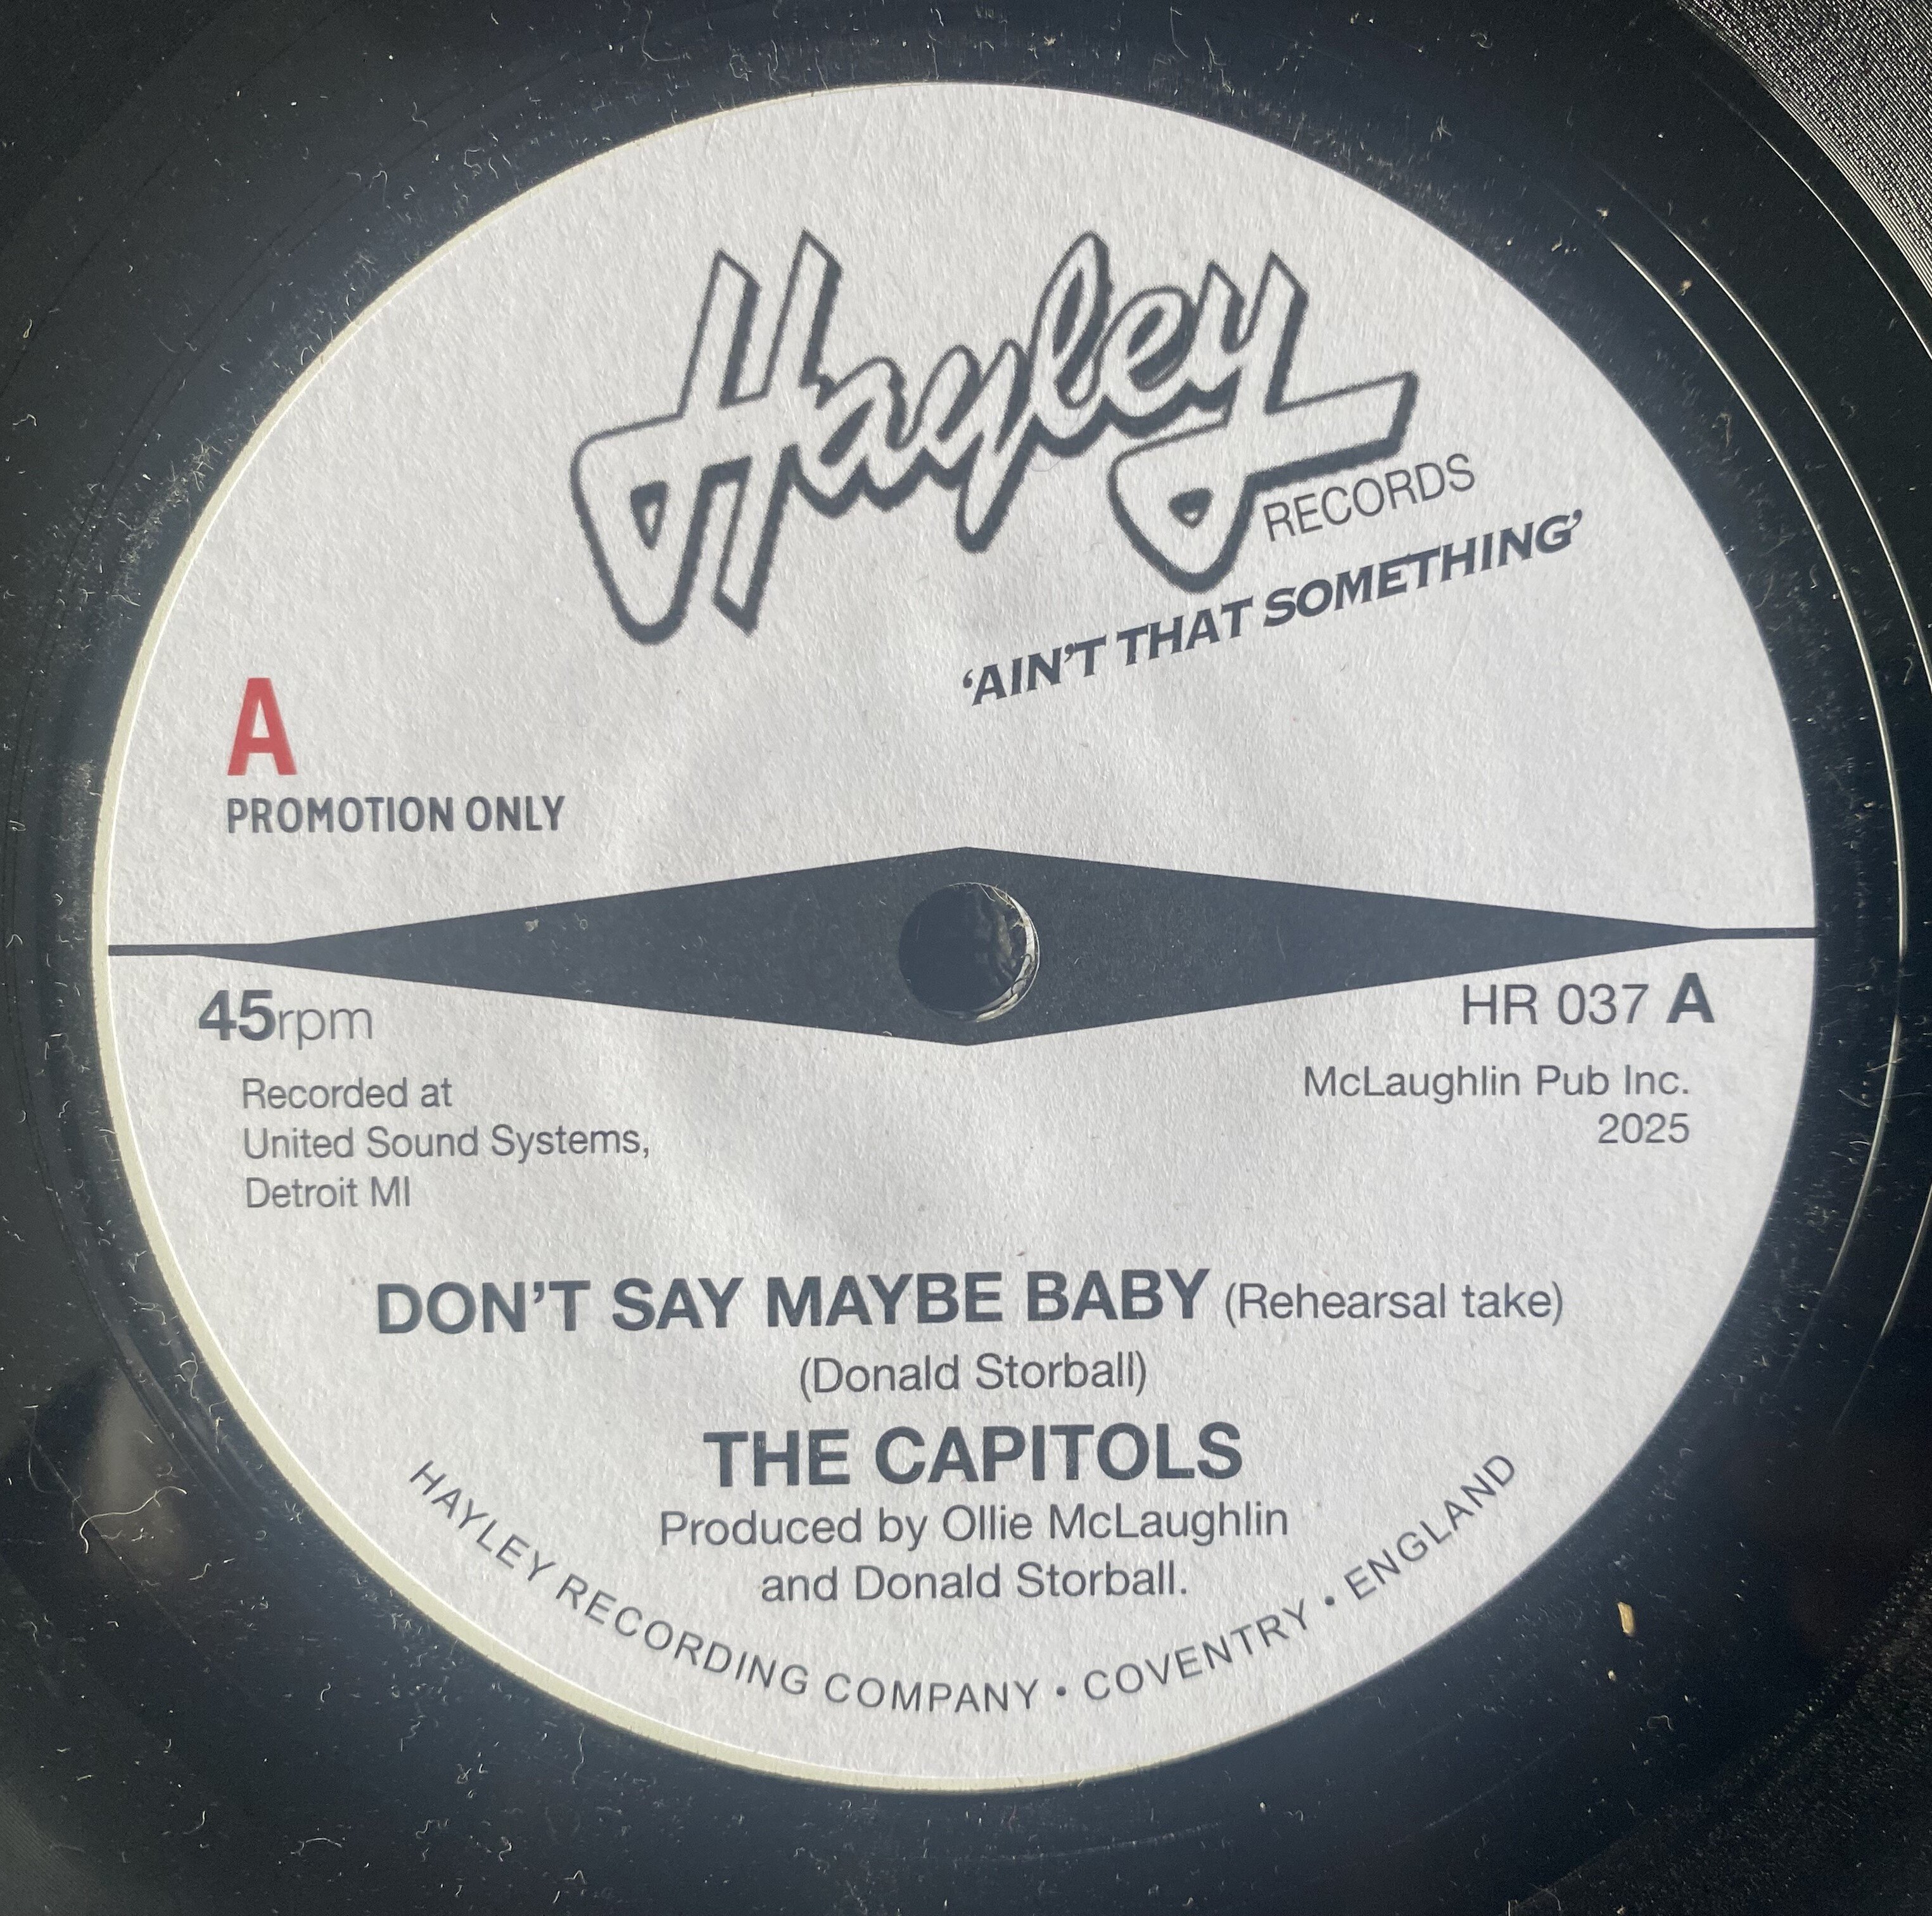 Hayley
RECORDS
‘AIN’T THAT SOMETHING’
A
PROMOTION ONLY
45rpm
HR 037 A
Recorded at
United Sound Systems,
Detroit MI
McLaughlin Pub Inc.
2025
DON’T SAY MAYBE BABY (Rehearsal take)
(Donald Storball)
THE CAPITOLS
Produced by Ollie McLaughlin
and Donald Storball.
HAYLEY RECORDING COMPANY • COVENTRY • ENGLAND